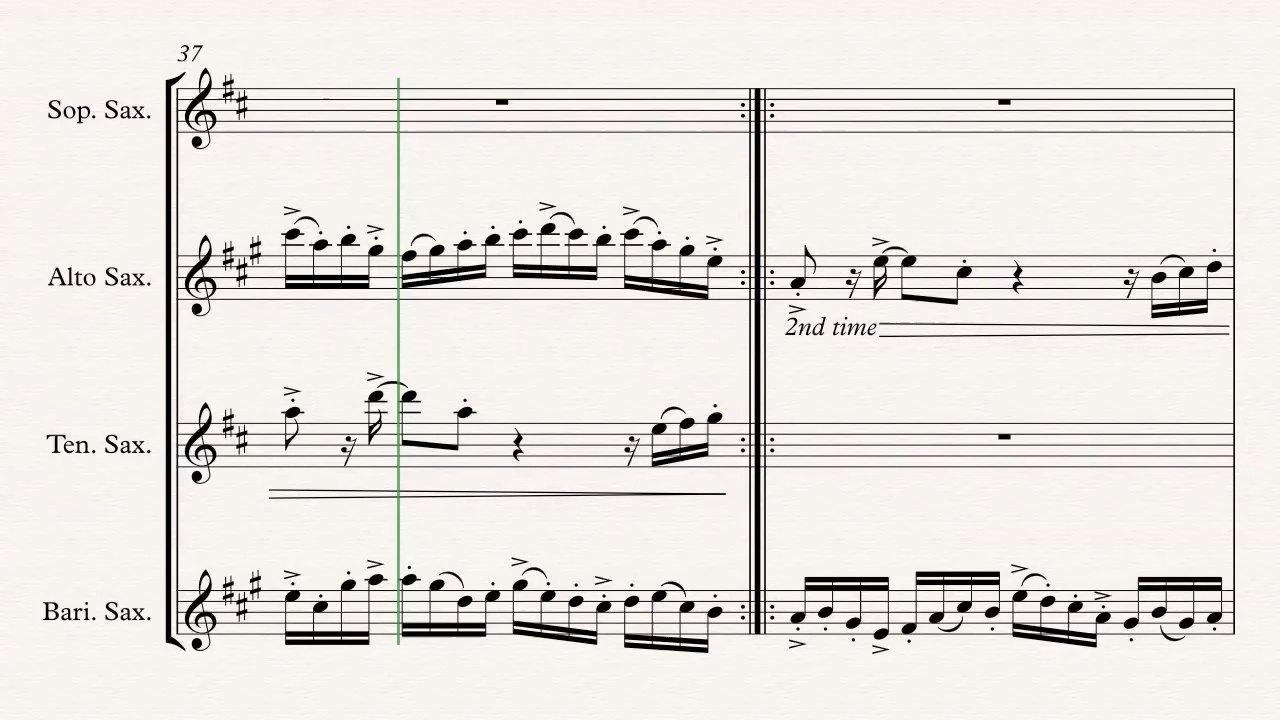 37
Sop. Sax.
Alto Sax.
2nd time
Ten. Sax.
Bari. Sax.